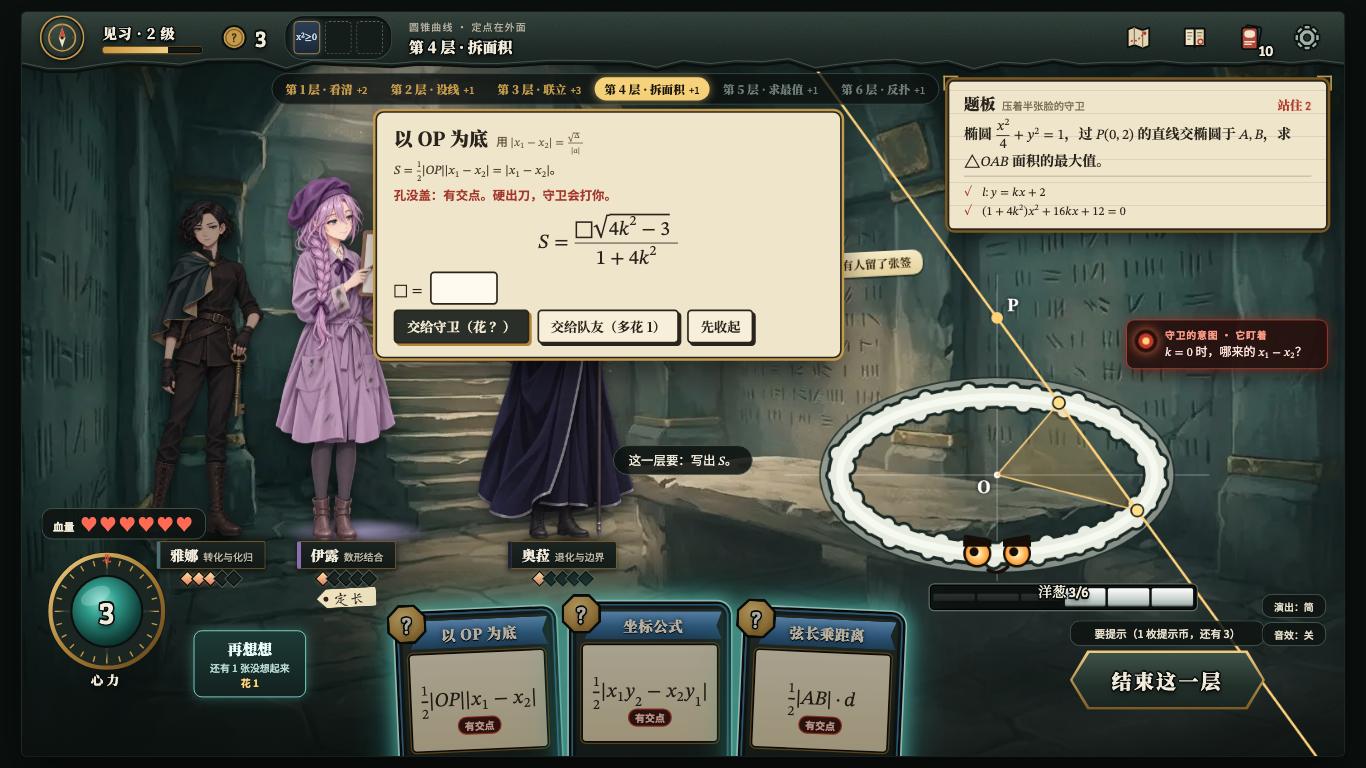 见习 · 2 级
3
x²≥0
圆锥曲线 · 定点在外面
第 4 层 · 拆面积
10
第 1 层 · 看清 +2
第 2 层 · 设线 +1
第 3 层 · 联立 +3
第 4 层 · 拆面积 +1
第 5 层 · 求最值 +1
第 6 层 · 反扑 +1
以 OP 为底 用 |x₁ − x₂| = √Δ/|a|
S = ½|OP||x₁ − x₂| = |x₁ − x₂|。
孔没盖：有交点。硬出刀，守卫会打你。
S = □√(4k² − 3) / (1 + 4k²)
□ =
交给守卫（花 ? ）
交给队友（多花 1）
先收起
题板 压着半张脸的守卫
站住 2
椭圆 x²/4 + y² = 1，过 P(0, 2) 的直线交椭圆于 A, B，求
△OAB 面积的最大值。
√ l: y = kx + 2
√ (1 + 4k²)x² + 16kx + 12 = 0
有人留了张签
P
守卫的意图 · 它盯着
k = 0 时，哪来的 x₁ − x₂?
这一层要：写出 S。
O
血量
雅娜 转化与化归
伊露 数形结合
奥菈 退化与边界
定长
3
心力
再想想
还有 1 张没想起来
花 1
?
以 OP 为底
½|OP||x₁ − x₂|
有交点
?
坐标公式
½|x₁y₂ − x₂y₁|
有交点
?
弦长乘距离
½|AB| · d
有交点
洋葱 3/6
演出：简
要提示（1 枚提示币，还有 3）
音效：关
结束这一层